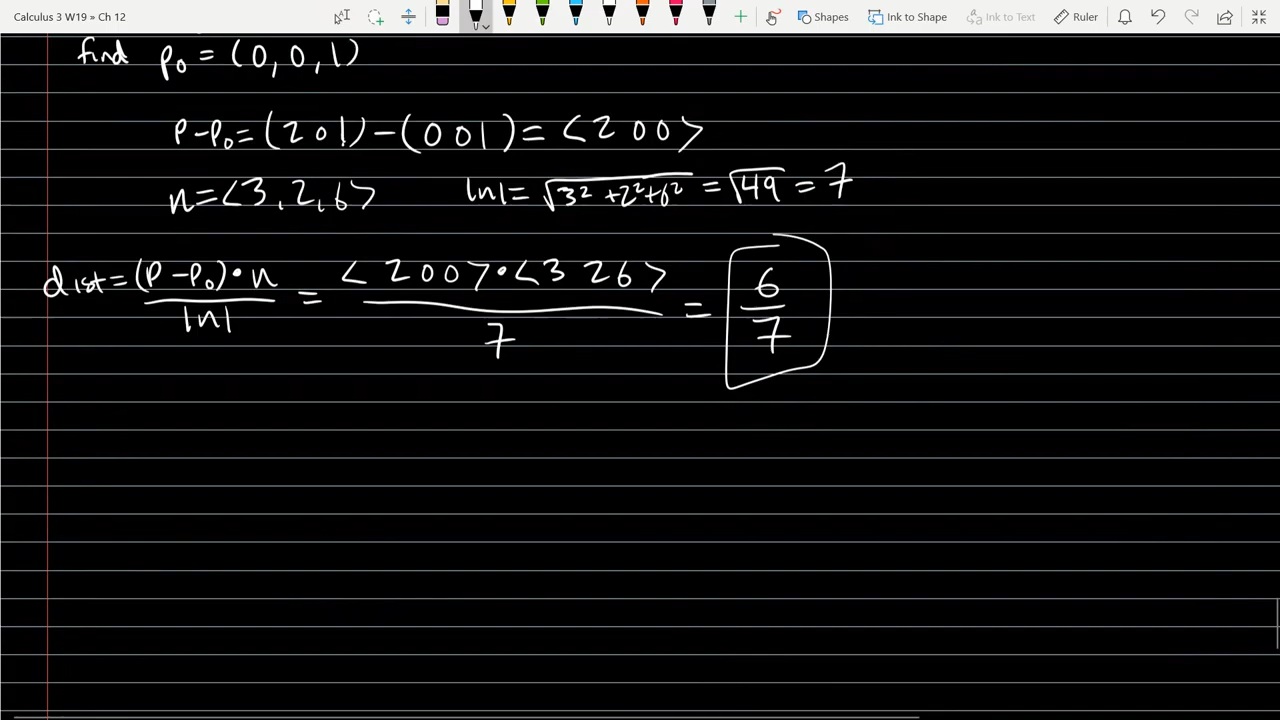 Calculus 3 W19 » Ch 12
Shapes
Ink to Shape
Ink to Text
Ruler
find p₀ = (0, 0, 1)
P-P₀ = (2 0 1) - (0 0 1) = <2 0 0>
n = <3, 2, 6> |n| = √3² + 2² + 6² = √49 = 7
dist = (P - P₀) • n / |n| = <2 0 0> • <3 2 6> / 7 = 6/7